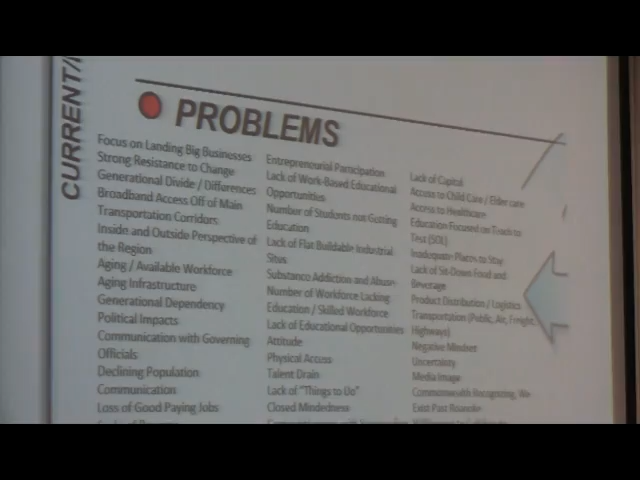 CURRENT/
PROBLEMS
Focus on Landing Big Businesses
Strong Resistance to Change
Generational Divide / Differences
Broadband Access Off of Main
Transportation Corridors
Inside and Outside Perspective of
the Region
Aging / Available Workforce
Aging Infrastructure
Generational Dependency
Political Impacts
Communication with Governing
Officials
Declining Population
Communication
Loss of Good Paying Jobs
Entrepreneurial Participation
Lack of Work-Based Educational
Opportunities
Number of Students not Getting
Education
Lack of Flat Buildable Industrial
Sites
Substance Addiction and Abuse
Number of Workforce Lacking
Education / Skilled Workforce
Lack of Educational Opportunities
Attitude
Physical Access
Talent Drain
Lack of "Things to Do"
Closed Mindedness
Lack of Capital
Access to Child Care / Elder care
Access to Healthcare
Education Focused on Teach to
Test (SOL)
Inadequate Places to Stay
Lack of Sit-Down Food and
Beverage
Product Distribution / Logistics
Transportation (Public, Air, Freight,
Highways)
Negative Mindset
Uncertainty
Media Image
Commonwealth Recognizing, We
Exist Past Roanoke